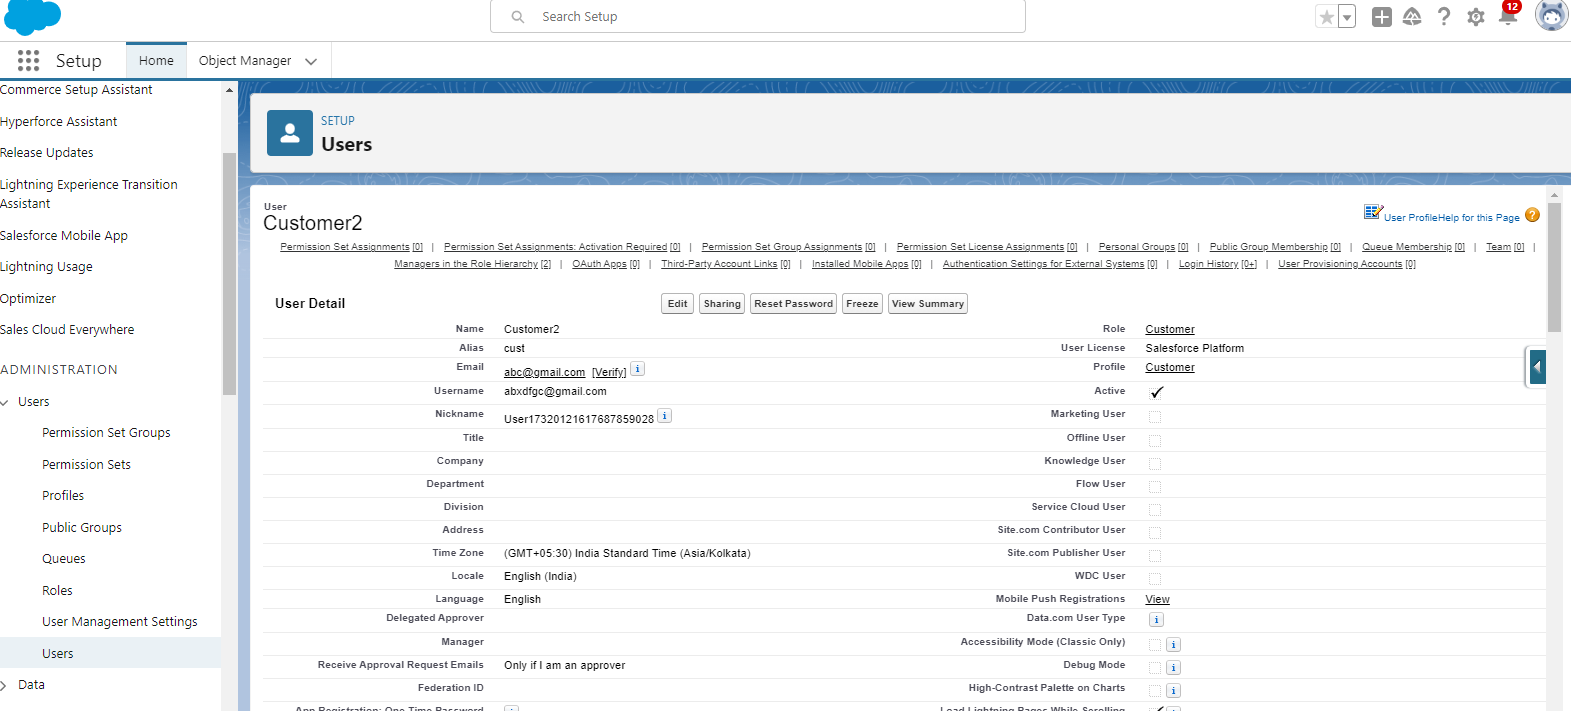 Search Setup
12
Setup
Home
Object Manager
Commerce Setup Assistant
Hyperforce Assistant
Release Updates
Lightning Experience Transition
Assistant
Salesforce Mobile App
Lightning Usage
Optimizer
Sales Cloud Everywhere
ADMINISTRATION
Users
Permission Set Groups
Permission Sets
Profiles
Public Groups
Queues
Roles
User Management Settings
Users
Data
SETUP
Users
User
Customer2
User Profile Help for this Page ?
Permission Set Assignments [0] | Permission Set Assignments: Activation Required [0] | Permission Set Group Assignments [0] | Permission Set License Assignments [0] | Personal Groups [0] | Public Group Membership [0] | Queue Membership [0] | Team [0] |
Managers in the Role Hierarchy [2] | OAuth Apps [0] | Third-Party Account Links [0] | Installed Mobile Apps [0] | Authentication Settings for External Systems [0] | Login History [0+] | User Provisioning Accounts [0]
User Detail Edit Sharing Reset Password Freeze View Summary
Name Customer2 Role Customer
Alias cust User License Salesforce Platform
Email abc@gmail.com [Verify] i Profile Customer
Username abxdfgc@gmail.com Active
Nickname User17320121617687859028 i Marketing User
Title Offline User
Company Knowledge User
Department Flow User
Division Service Cloud User
Address Site.com Contributor User
Time Zone (GMT+05:30) India Standard Time (Asia/Kolkata) Site.com Publisher User
Locale English (India) WDC User
Language English Mobile Push Registrations View
Delegated Approver Data.com User Type i
Manager Accessibility Mode (Classic Only) i
Receive Approval Request Emails Only if I am an approver Debug Mode i
Federation ID High-Contrast Palette on Charts i
App Registration: One-Time Password Load Lightning Pages While Scrolling